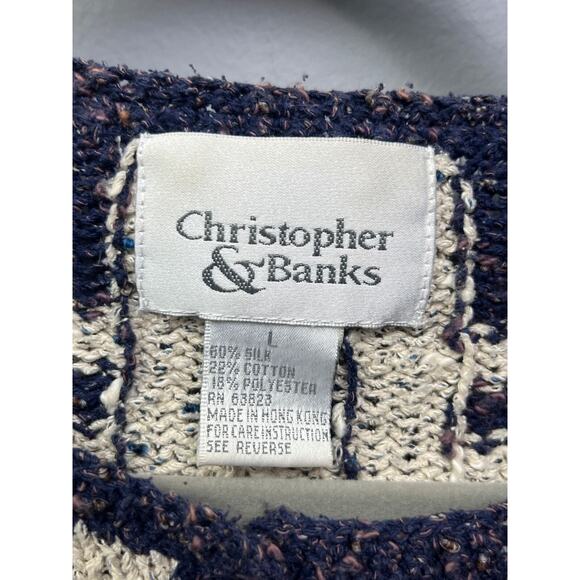 Christopher
& Banks
L
60% SILK
22% COTTON
18% POLYESTER
RN 63823
MADE IN HONG KONG
FOR CARE INSTRUCTION
SEE REVERSE